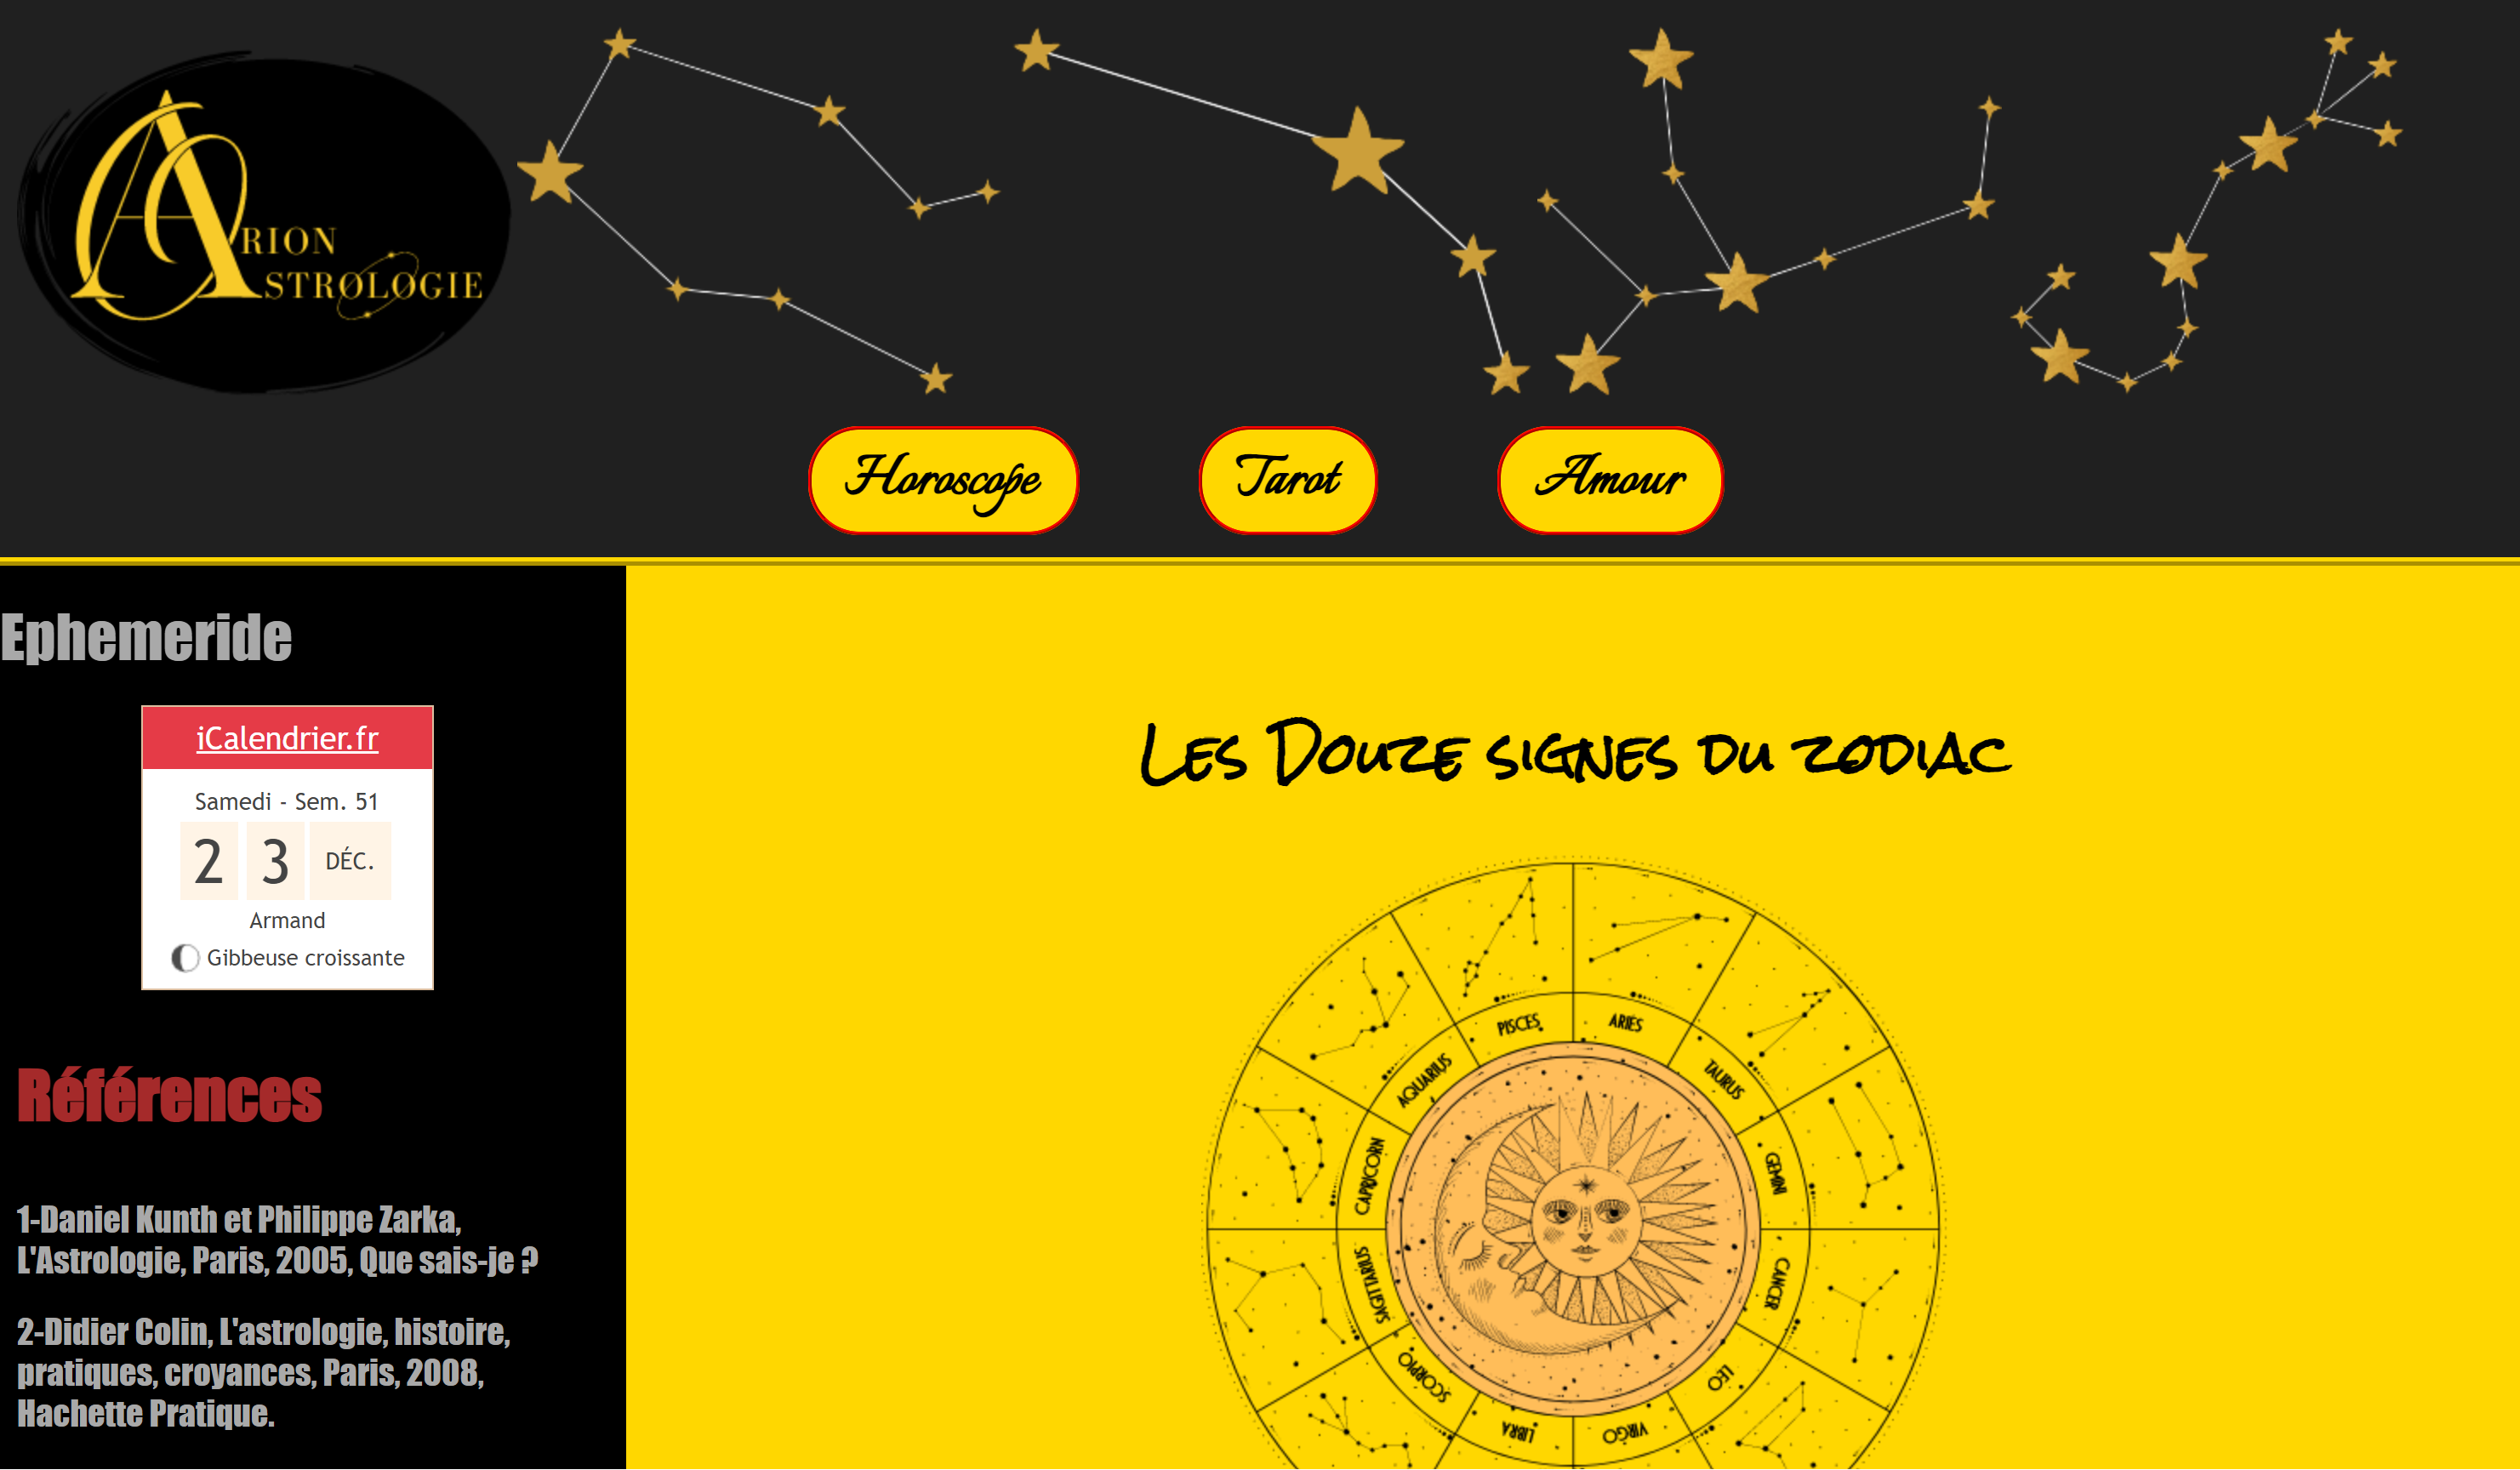 ARION
ASTROLOGIE
Horoscope
Tarot
Amour
Ephemeride
iCalendrier.fr
Samedi - Sem. 51
2 3 DÉC.
Armand
Gibbeuse croissante
Références
1-Daniel Kunth et Philippe Zarka,
L'Astrologie, Paris, 2005, Que sais-je ?
2-Didier Colin, L'astrologie, histoire,
pratiques, croyances, Paris, 2008,
Hachette Pratique.
Les Douze signes du zodiac
PISCES
ARIES
AQUARIUS
TAURUS
CAPRICORN
GEMINI
SAGITTARIUS
CANCER
SCORPIO
LEO
LIBRA
VIRGO